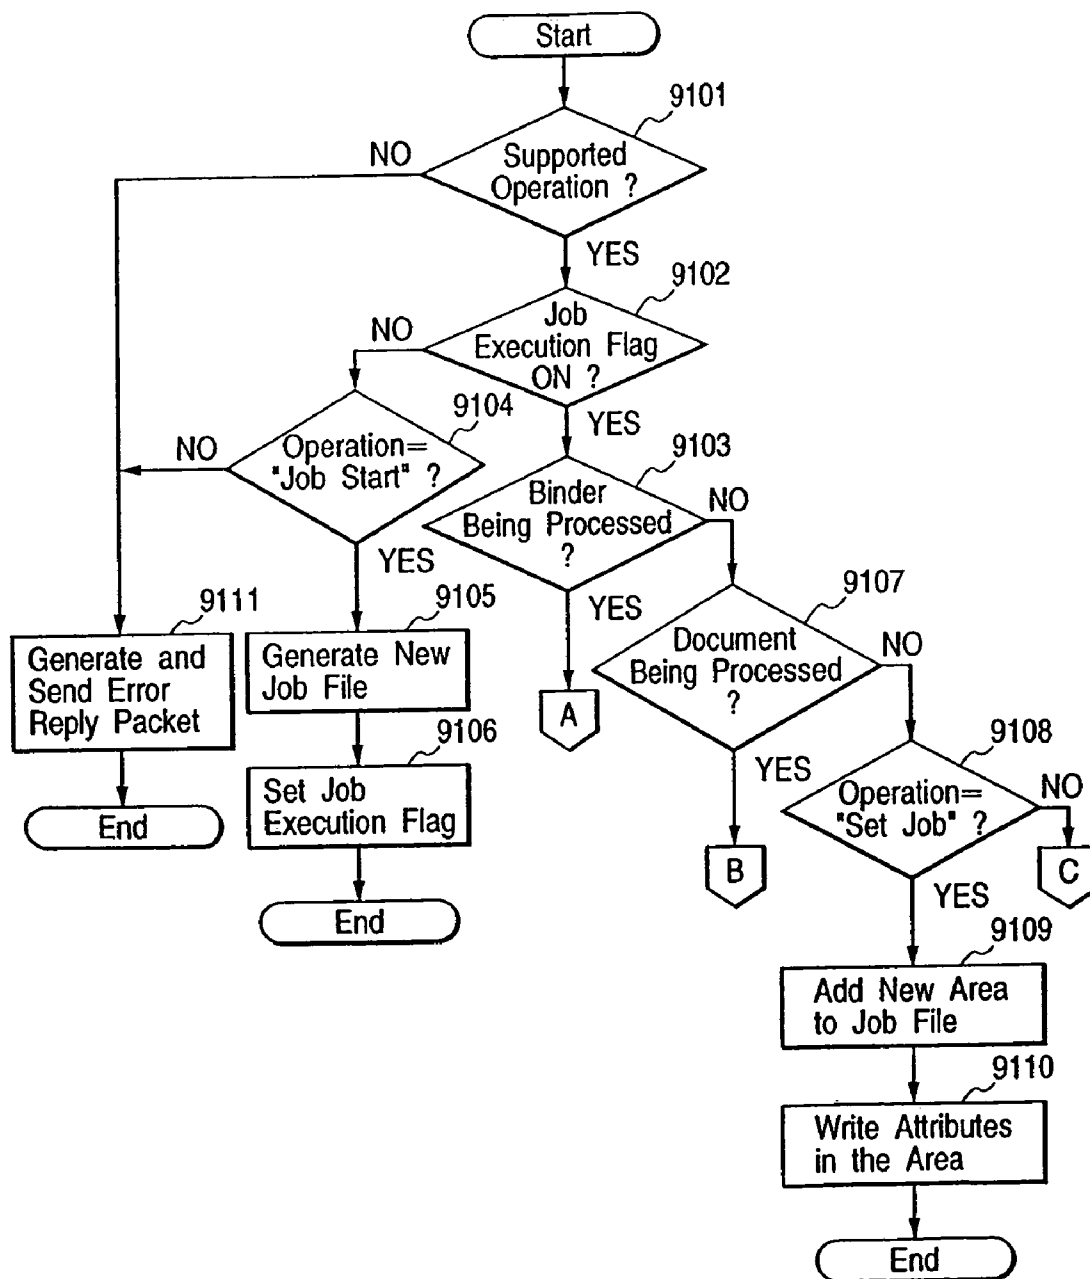 Start
9101
NO
Supported
Operation ?
YES
9102
NO
Job
Execution Flag
ON ?
YES
9104
NO
Operation=
"Job Start" ?
YES
9103
Binder
Being Processed
?
NO
YES
A
9107
Document
Being Processed
?
NO
YES
B
9111
Generate and
Send Error
Reply Packet
End
9105
Generate New
Job File
9106
Set Job
Execution Flag
End
9108
Operation=
"Set Job" ?
NO
C
YES
9109
Add New Area
to Job File
9110
Write Attributes
in the Area
End